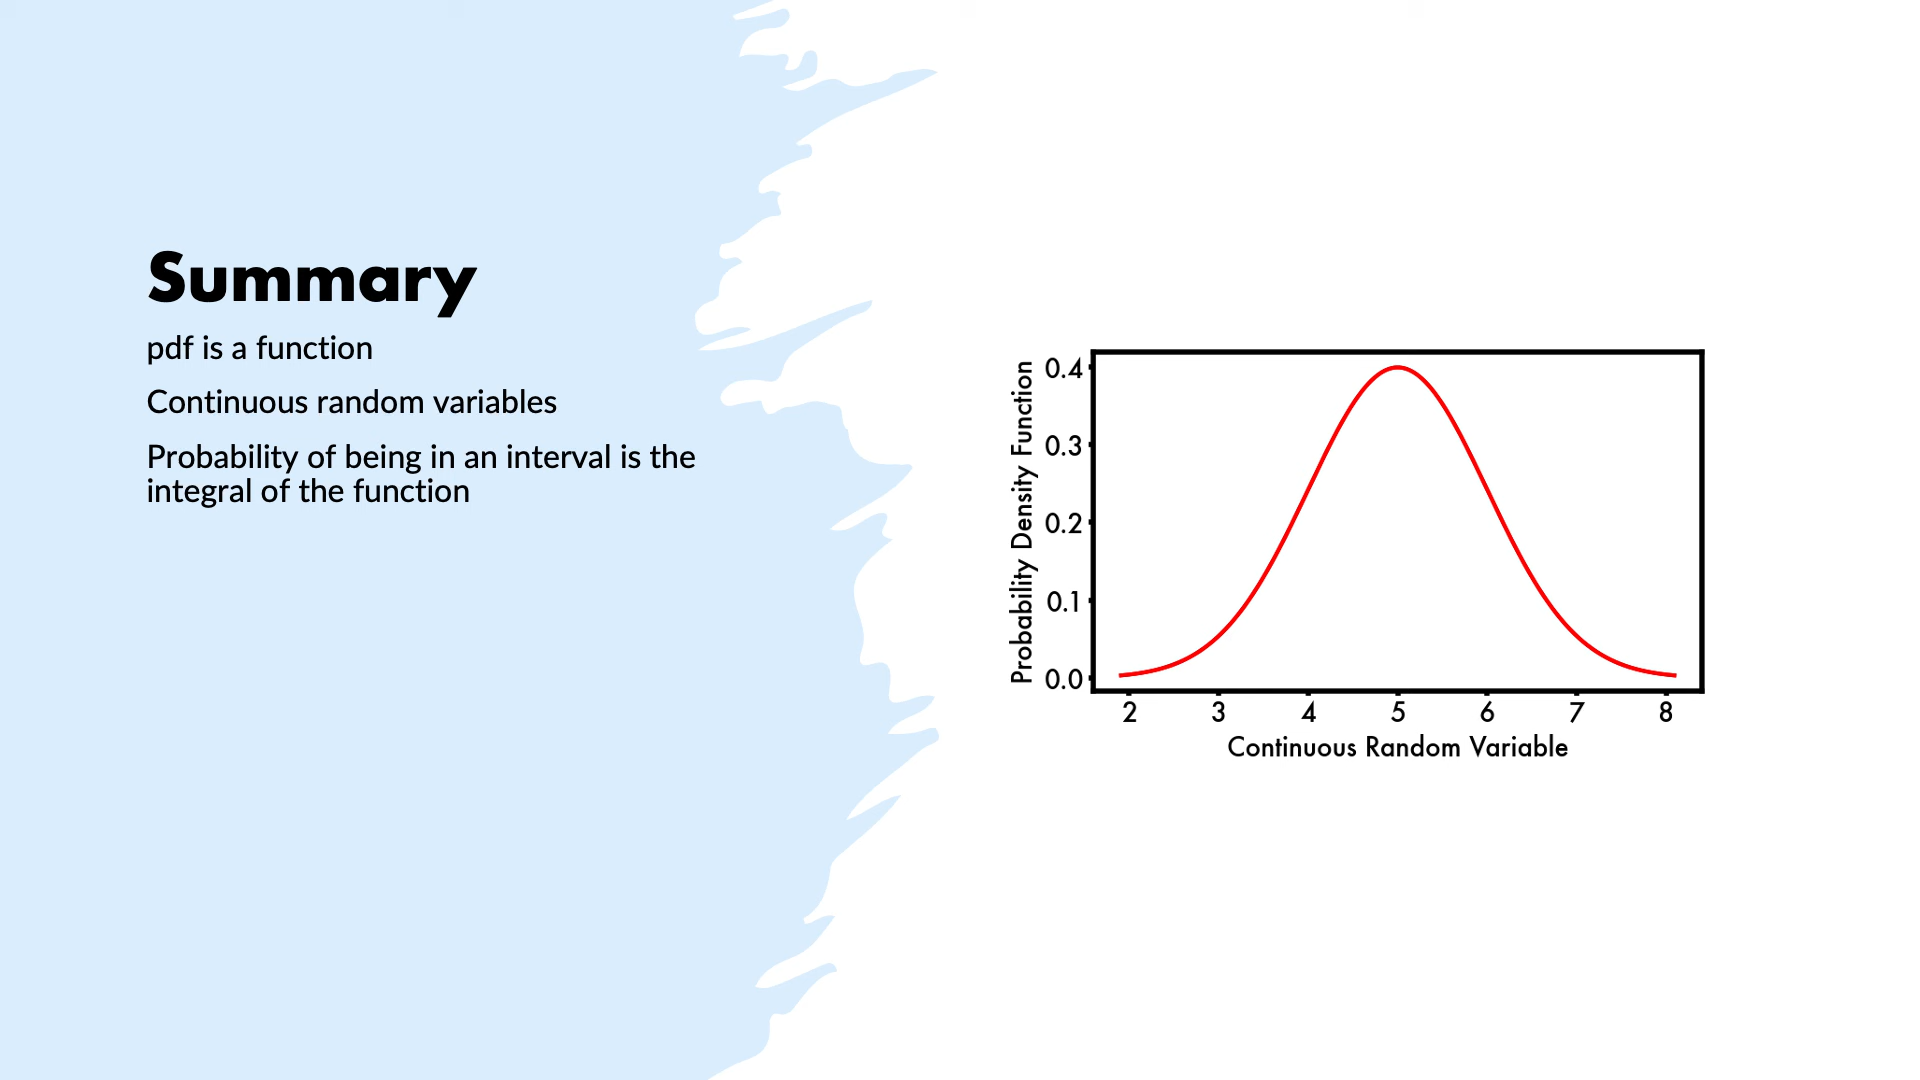 Summary
pdf is a function
Continuous random variables
Probability of being in an interval is the
integral of the function
Probability Density Function
0.4
0.3
0.2
0.1
0.0
2 3 4 5 6 7 8
Continuous Random Variable